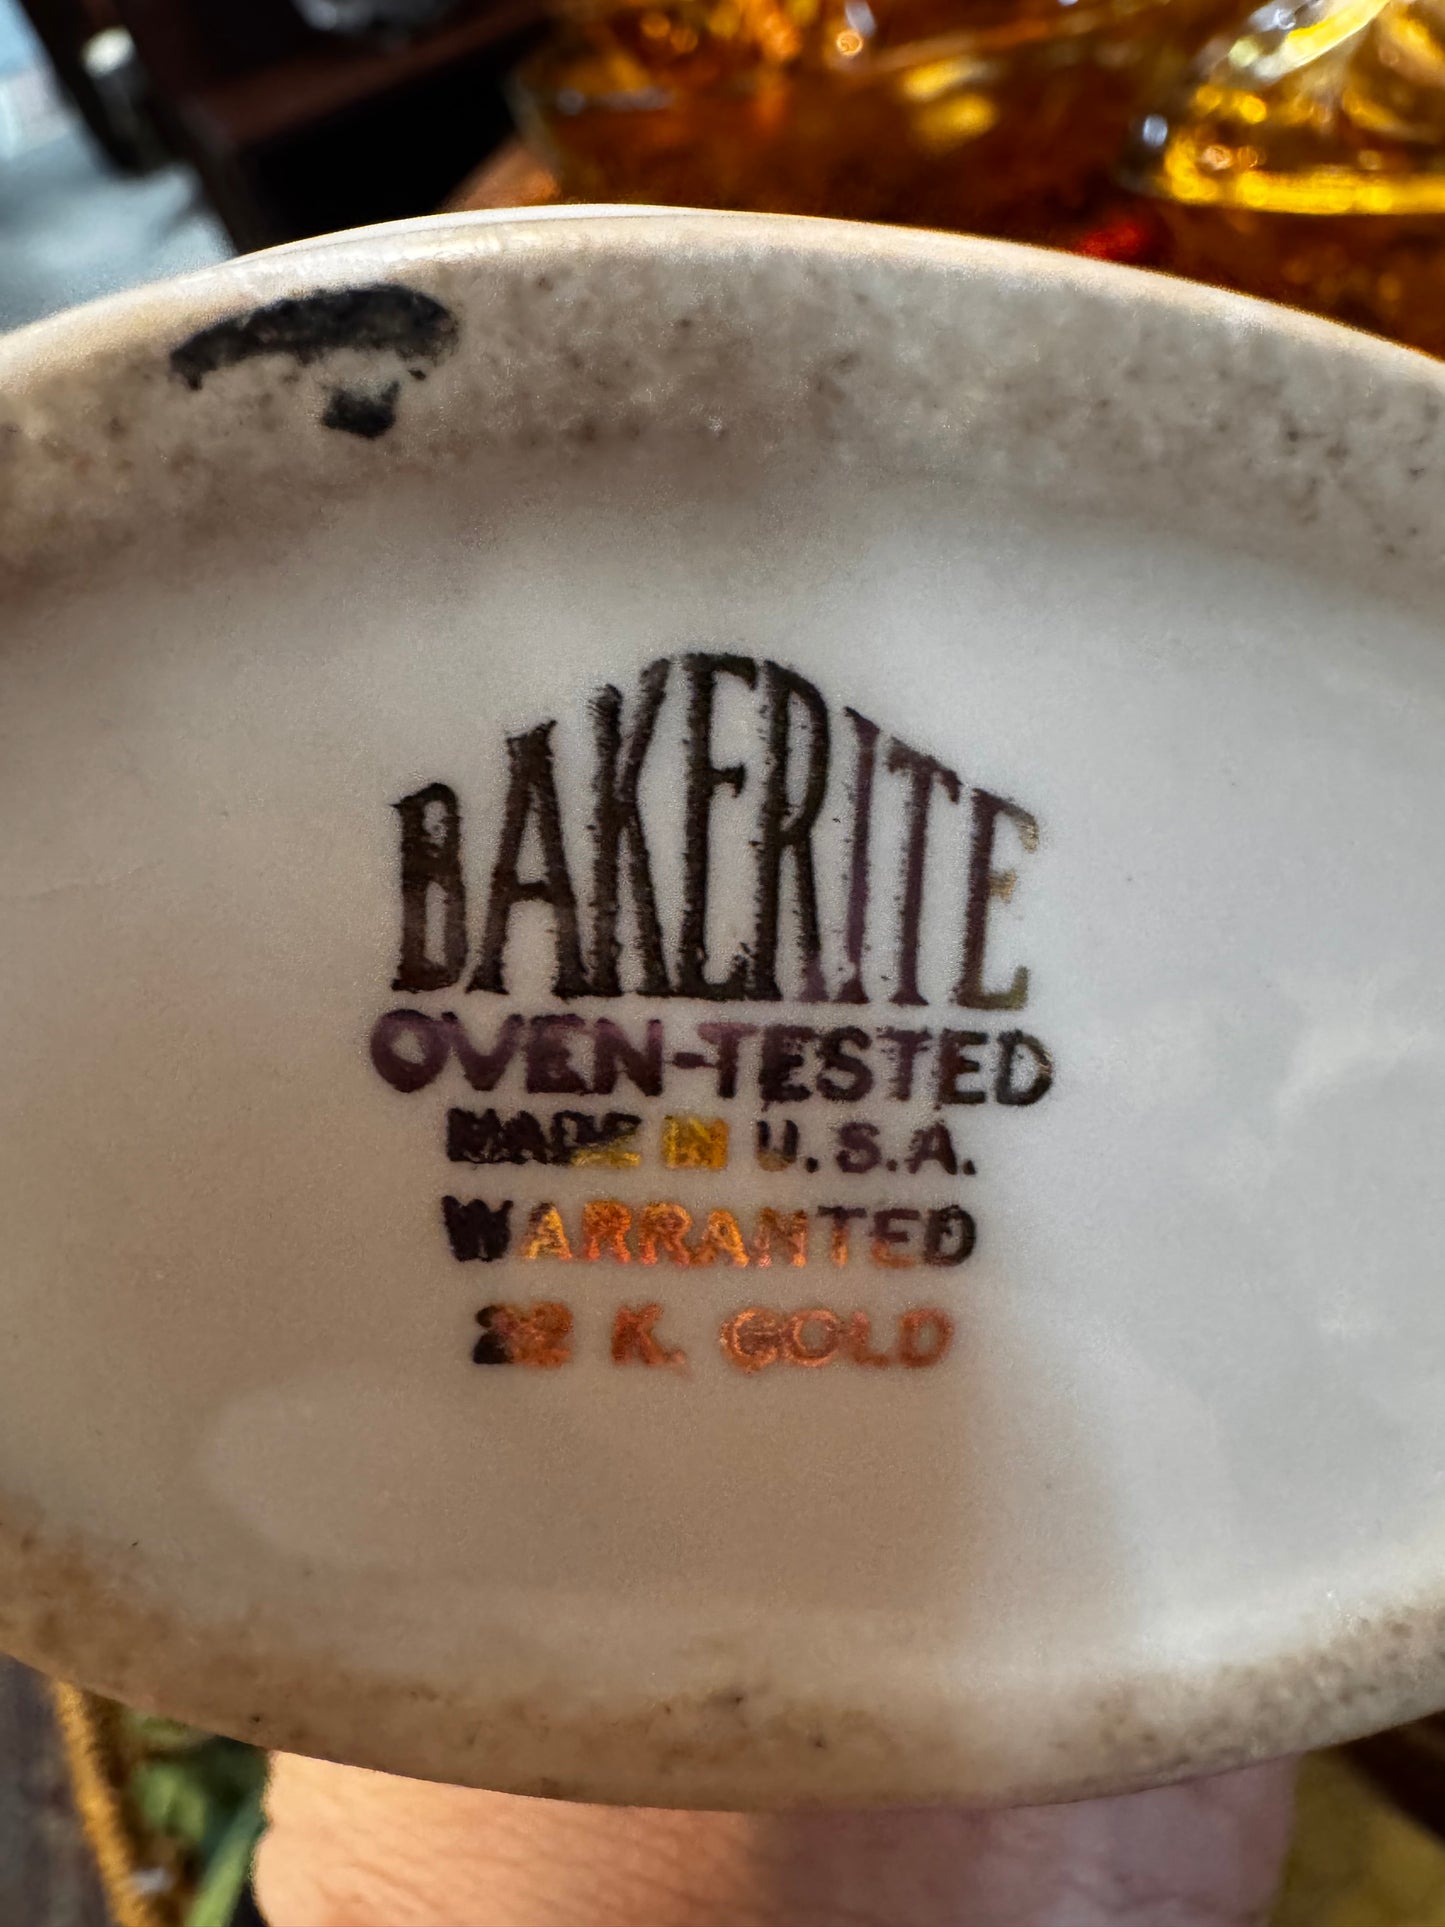 BAKERITE
OVEN-TESTED
MADE IN U.S.A.
WARRANTED
22 K. GOLD